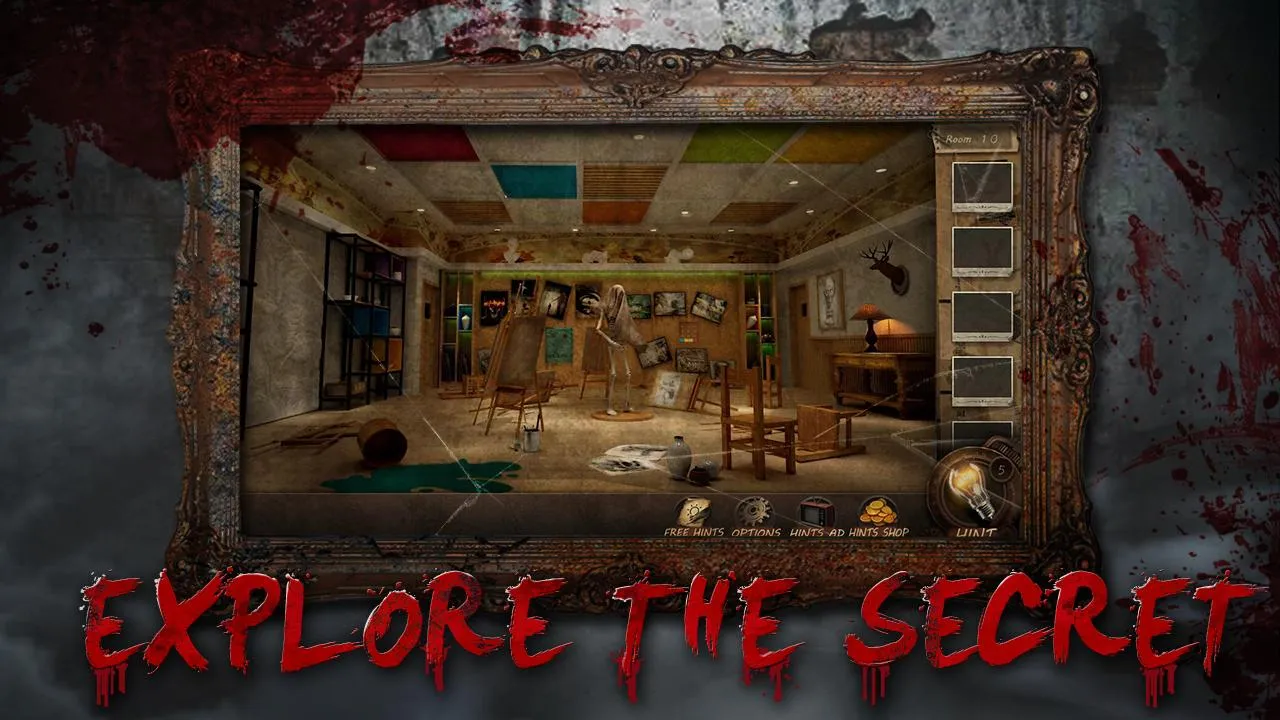 Room 10
5
FREE HINTS OPTIONS HINTS AD HINTS SHOP
HINT
EXPLORE THE SECRET